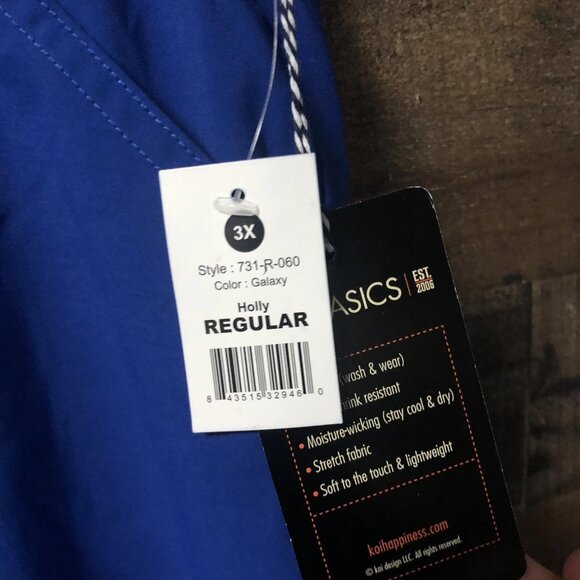 3X
Style : 731-R-060
Color : Galaxy
Holly
REGULAR
8 43515 32946 0
ASICS | EST. 2006
(wash & wear)
resistant
• Moisture-wicking (stay cool & dry)
• Stretch fabric
• Soft to the touch & lightweight
koihappiness.com
© koi design LLC. All rights reserved.